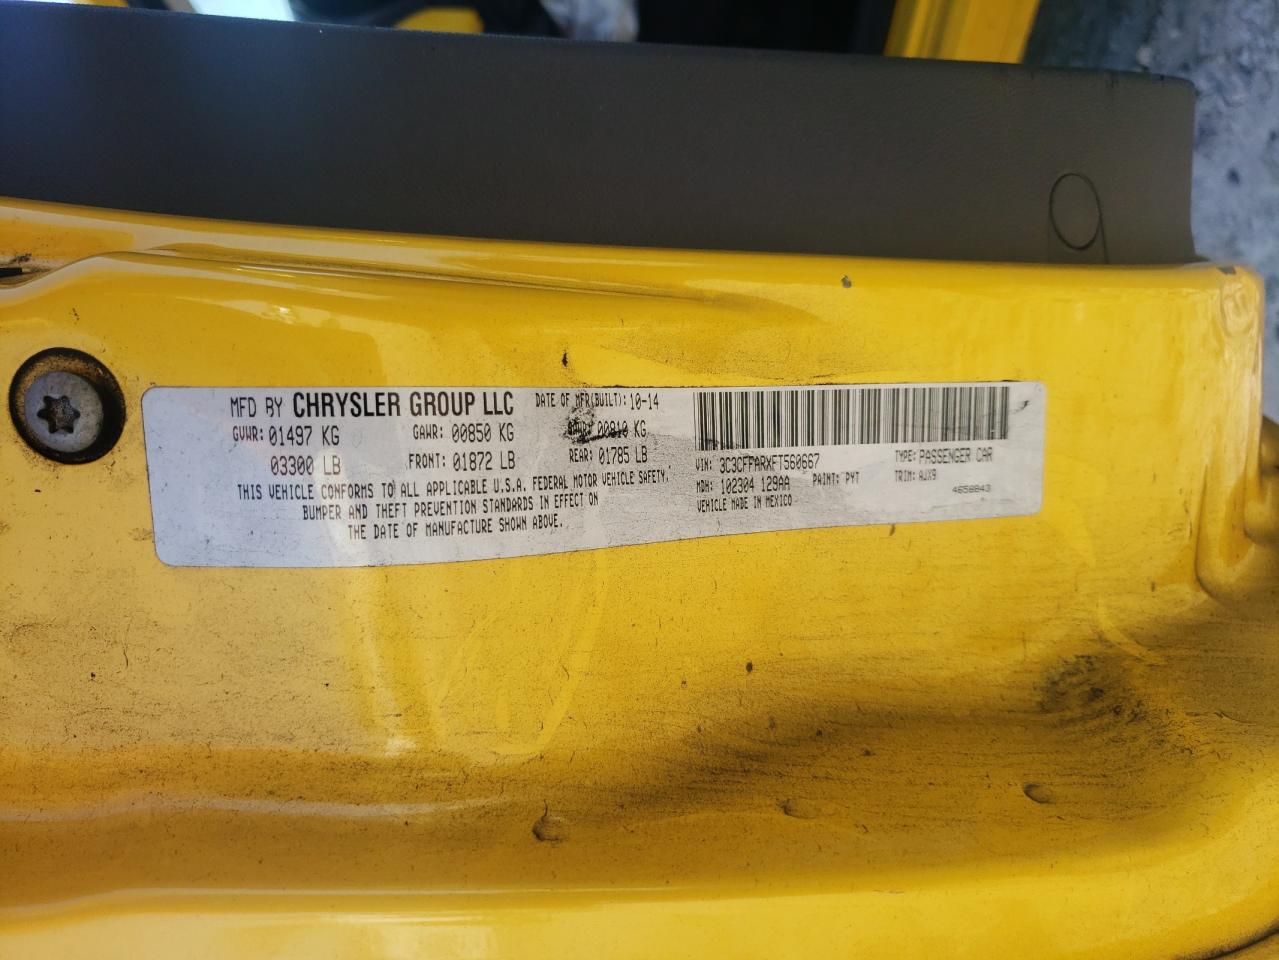 MFD BY CHRYSLER GROUP LLC DATE OF MFR(BUILT): 10-14
GVWR: 01497 KG GAWR: 00850 KG 00810 KG
03300 LB FRONT: 01872 LB REAR: 01785 LB
THIS VEHICLE CONFORMS TO ALL APPLICABLE U.S.A. FEDERAL MOTOR VEHICLE SAFETY,
BUMPER AND THEFT PREVENTION STANDARDS IN EFFECT ON
THE DATE OF MANUFACTURE SHOWN ABOVE.
VIN: 3C3CFFARXFT560667 TYPE: PASSENGER CAR
MDH: 102304 129AA PAINT: PYT TRIM: AJX9
VEHICLE MADE IN MEXICO 4658843